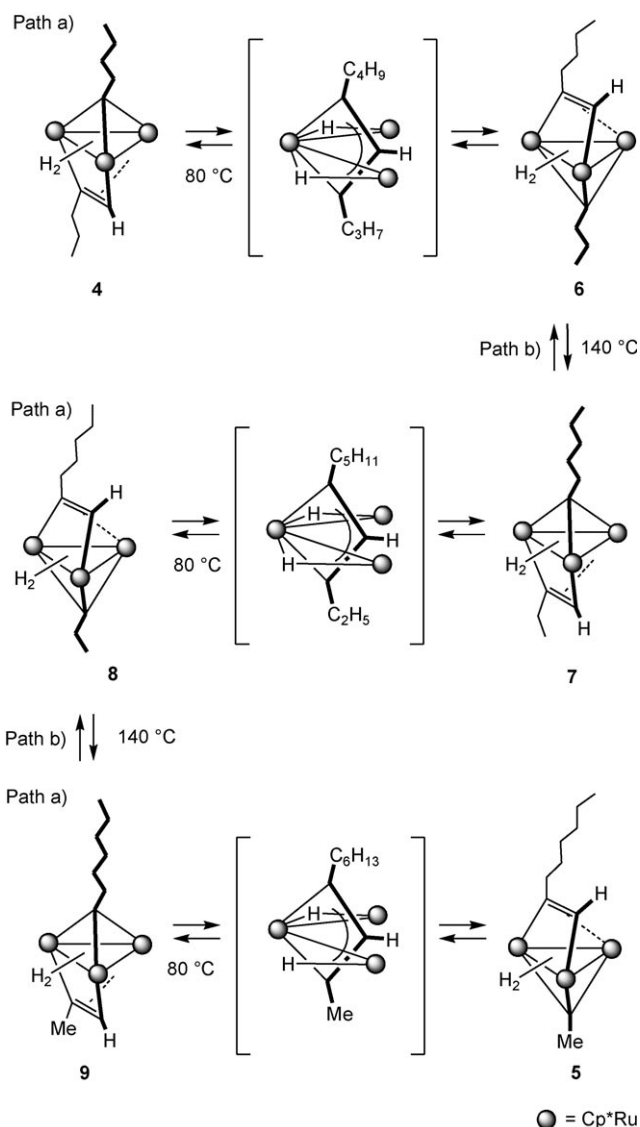 Path a)
C₄H₉
H
H
H
H
H₂
80 °C
H
H₂
H
C₃H₇
4
6
Path b) 140 °C
Path a)
C₅H₁₁
H
H
H
H₂
80 °C
H
H₂
C₂H₅
H
8
7
Path b) 140 °C
Path a)
C₆H₁₃
H
H
H
H₂
80 °C
H
H₂
Me
H
Me
Me
9
5
= Cp*Ru